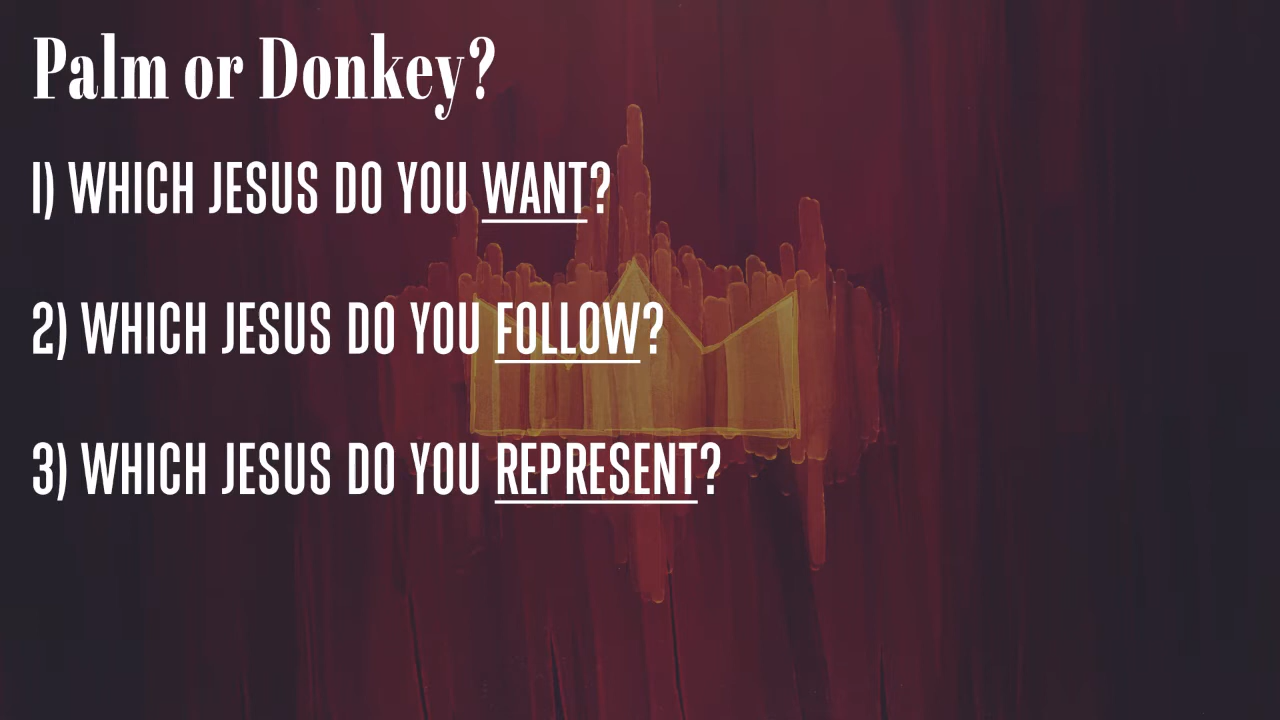 Palm or Donkey?
1) WHICH JESUS DO YOU WANT?
2) WHICH JESUS DO YOU FOLLOW?
3) WHICH JESUS DO YOU REPRESENT?